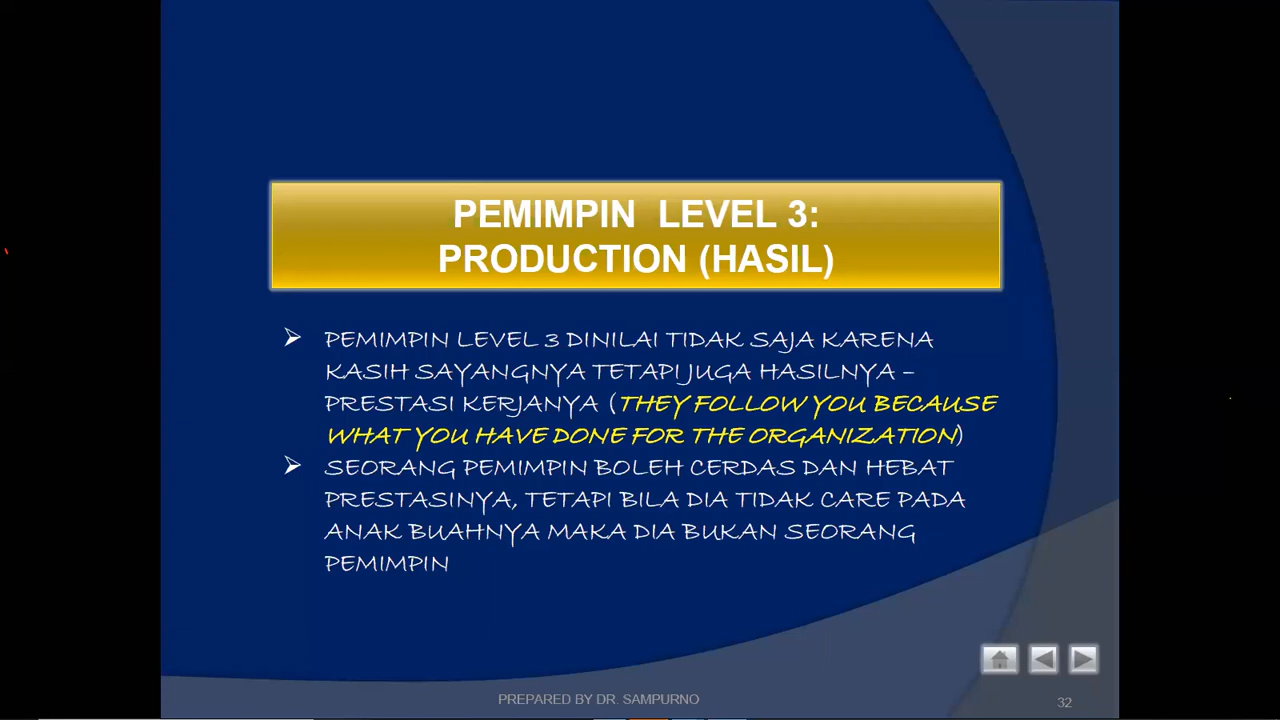 PEMIMPIN LEVEL 3:
PRODUCTION (HASIL)
PEMIMPIN LEVEL 3 DINILAI TIDAK SAJA KARENA
KASIH SAYANGNYA TETAPI JUGA HASILNYA –
PRESTASI KERJANYA (THEY FOLLOW YOU BECAUSE
WHAT YOU HAVE DONE FOR THE ORGANIZATION)
SEORANG PEMIMPIN BOLEH CERDAS DAN HEBAT
PRESTASINYA, TETAPI BILA DIA TIDAK CARE PADA
ANAK BUAHNYA MAKA DIA BUKAN SEORANG
PEMIMPIN
PREPARED BY DR. SAMPURNO
32